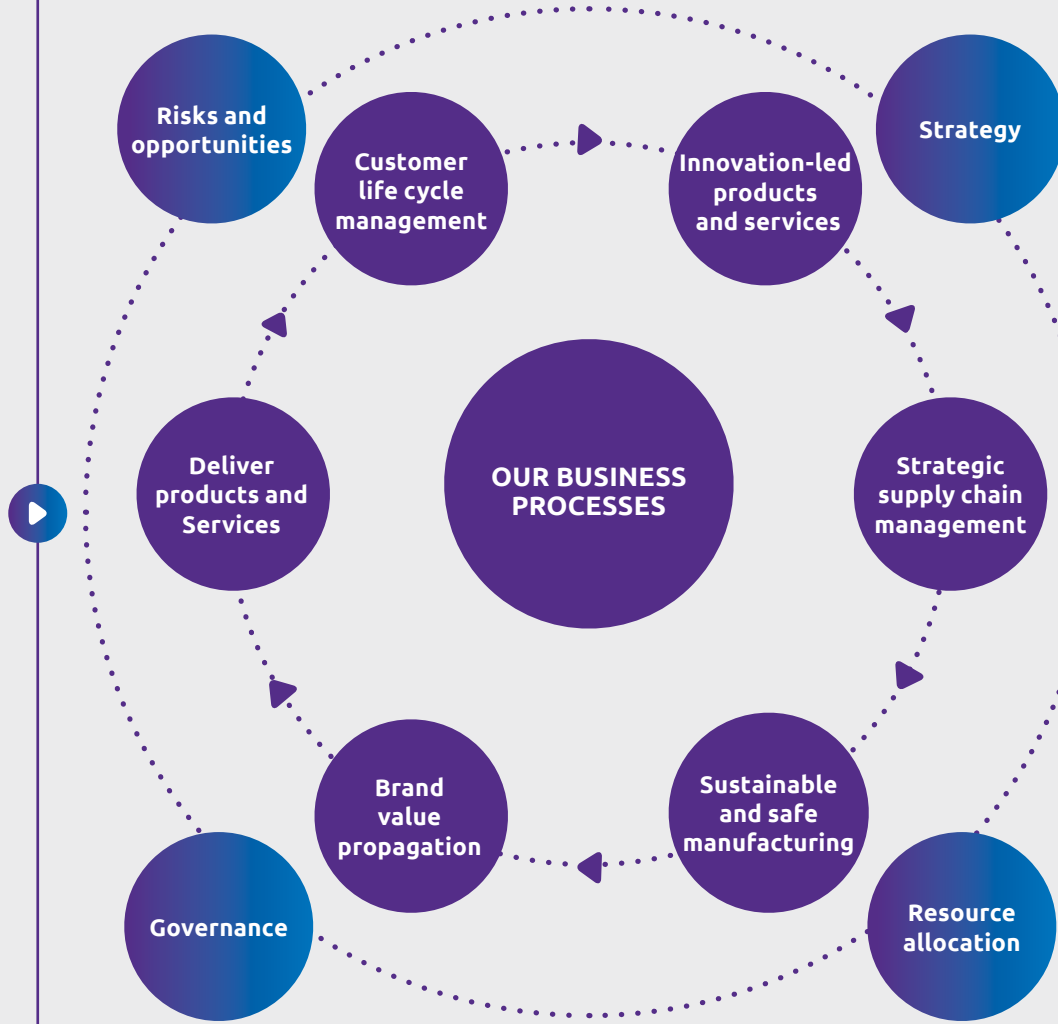 Risks and
opportunities
Strategy
Customer
life cycle
management
Innovation-led
products
and services
Deliver
products and
Services
OUR BUSINESS
PROCESSES
Strategic
supply chain
management
Brand
value
propagation
Sustainable
and safe
manufacturing
Governance
Resource
allocation